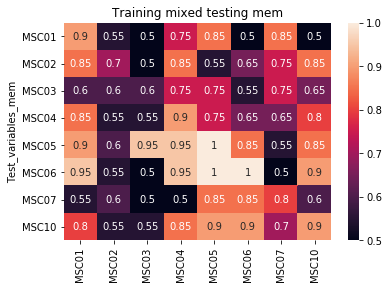 Training mixed testing mem
Test_variables_mem
MSC01 0.9 0.55 0.5 0.75 0.85 0.5 0.85 0.5
MSC02 0.85 0.7 0.5 0.85 0.55 0.65 0.75 0.85
MSC03 0.6 0.6 0.6 0.75 0.75 0.55 0.75 0.65
MSC04 0.85 0.55 0.55 0.9 0.75 0.65 0.65 0.8
MSC05 0.9 0.6 0.95 0.95 1 0.85 0.55 0.85
MSC06 0.95 0.55 0.5 0.95 1 1 0.5 0.9
MSC07 0.55 0.6 0.5 0.5 0.85 0.85 0.8 0.6
MSC10 0.8 0.55 0.55 0.85 0.9 0.9 0.7 0.9
MSC01 MSC02 MSC03 MSC04 MSC05 MSC06 MSC07 MSC10
1.0
0.9
0.8
0.7
0.6
0.5